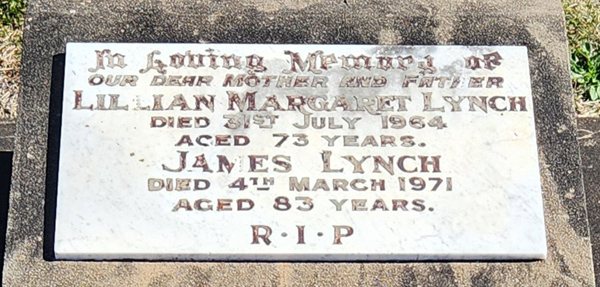 In Loving Memory of
OUR DEAR MOTHER AND FATHER
LILLIAN MARGARET LYNCH
DIED 31ST JULY 1964
AGED 73 YEARS.
JAMES LYNCH
DIED 4TH MARCH 1971
AGED 83 YEARS.
R·I·P